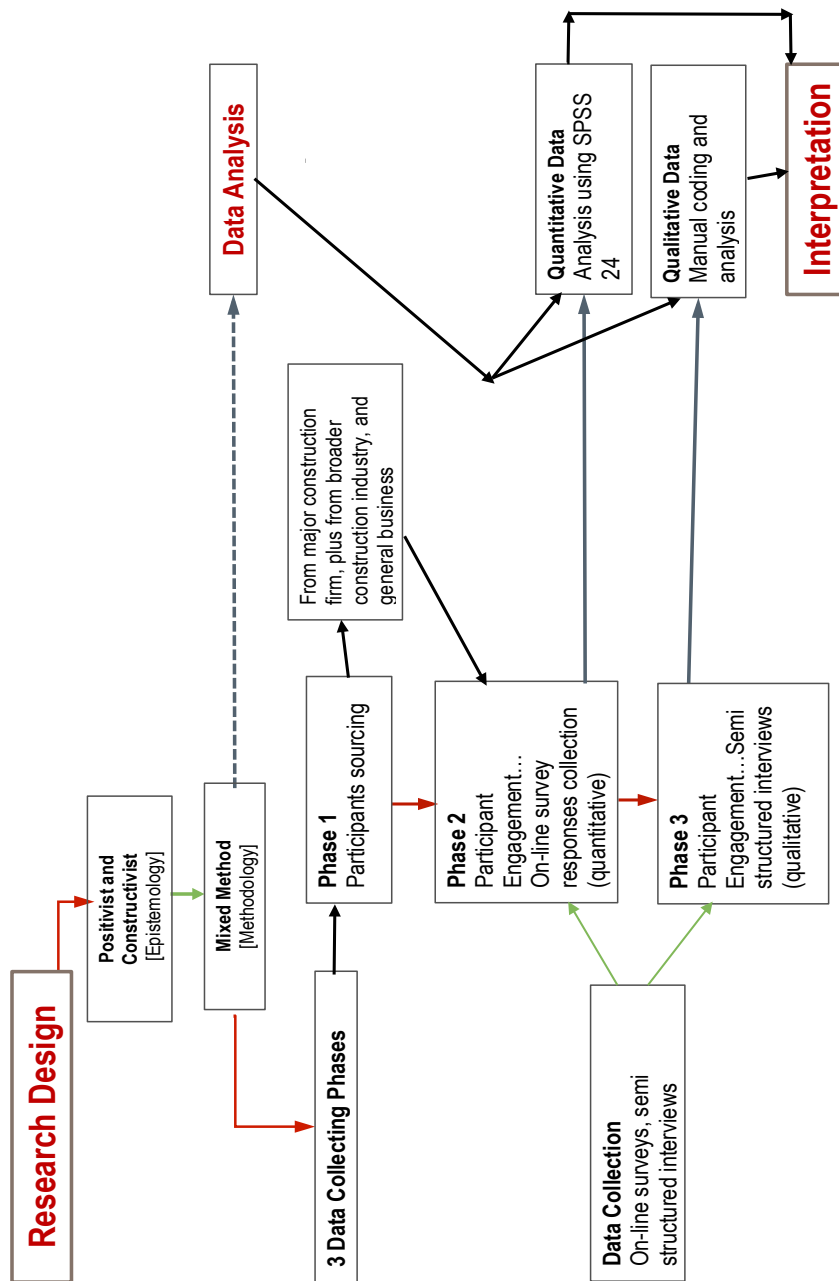 Research Design
Positivist and
Constructivist
[Epistemology]
Mixed Method
[Methodology]
Data Analysis
3 Data Collecting Phases
Phase 1
Participants sourcing
From major construction
firm, plus from broader
construction industry, and
general business
Phase 2
Participant
Engagement…
On-line survey
responses collection
(quantitative)
Quantitative Data
Analysis using SPSS
24
Data Collection
On-line surveys, semi
structured interviews
Phase 3
Participant
Engagement…Semi
structured interviews
(qualitative)
Qualitative Data
Manual coding and
analysis
Interpretation